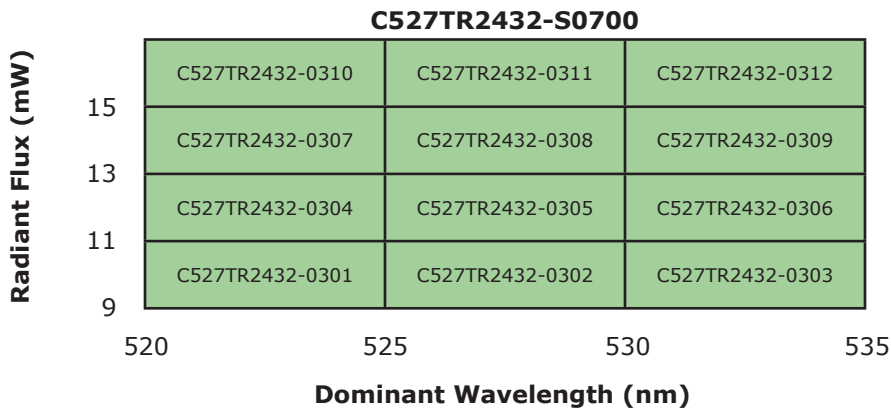 C527TR2432-S0700
Radiant Flux (mW)
C527TR2432-0310 C527TR2432-0311 C527TR2432-0312
15
C527TR2432-0307 C527TR2432-0308 C527TR2432-0309
13
C527TR2432-0304 C527TR2432-0305 C527TR2432-0306
11
C527TR2432-0301 C527TR2432-0302 C527TR2432-0303
9
520 525 530 535
Dominant Wavelength (nm)